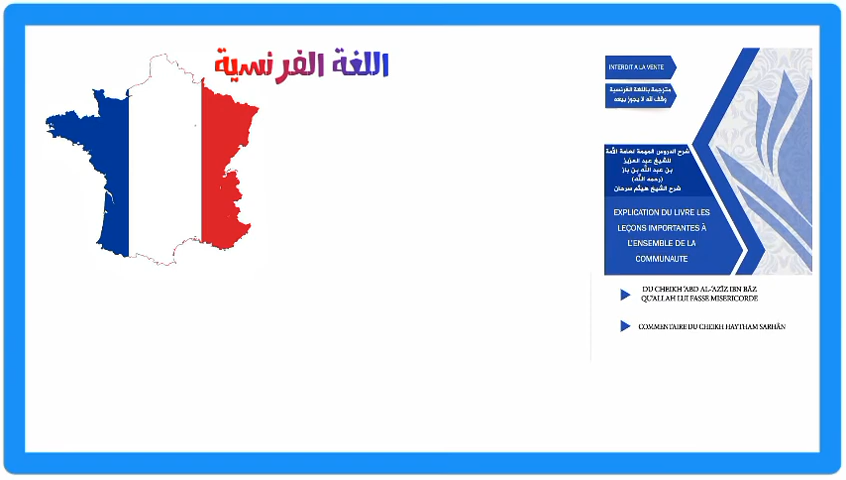 اللغة الفرنسية
INTERDIT A LA VENTE
مترجمة باللغة الفرنسية
وقف لله لا يجوز بيعه
شرح الدروس المهمة لعامة الأمة
للشيخ عبد العزيز
بن عبد الله بن باز
(رحمه الله)
شرح الشيخ هيثم سرحان
EXPLICATION DU LIVRE LES
LEÇONS IMPORTANTES À
L'ENSEMBLE DE LA
COMMUNAUTE
DU CHEIKH 'ABD AL-'AZÎZ IBN BÂZ
QU'ALLAH LUI FASSE MISERICORDE
COMMENTAIRE DU CHEIKH HAYTHAM SARHÂN